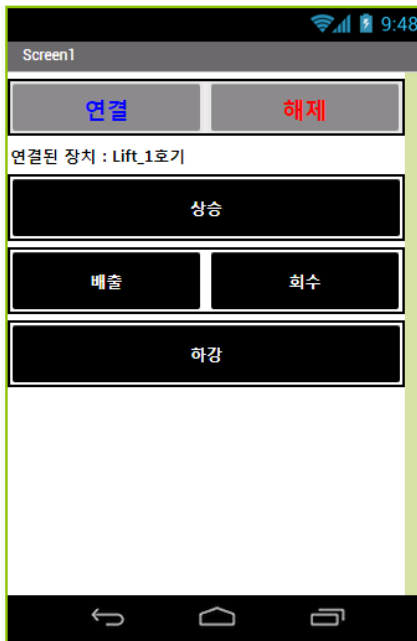 9:48
Screen1
연결 해제
연결된 장치 : Lift_1호기
상승
배출 회수
하강